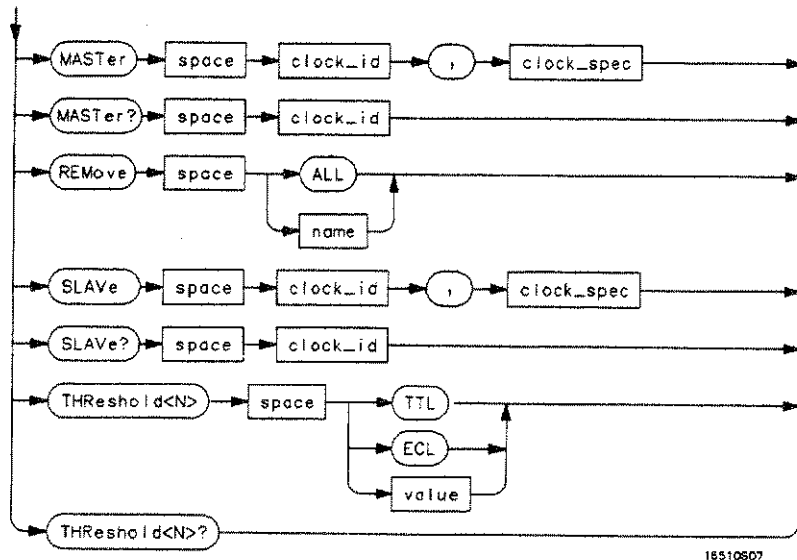 MASTer space clock_id , clock_spec
MASTer? space clock_id
REMove space ALL
name
SLAVe space clock_id , clock_spec
SLAVe? space clock_id
THReshold<N> space TTL
ECL
value
THReshold<N>?
16510S07